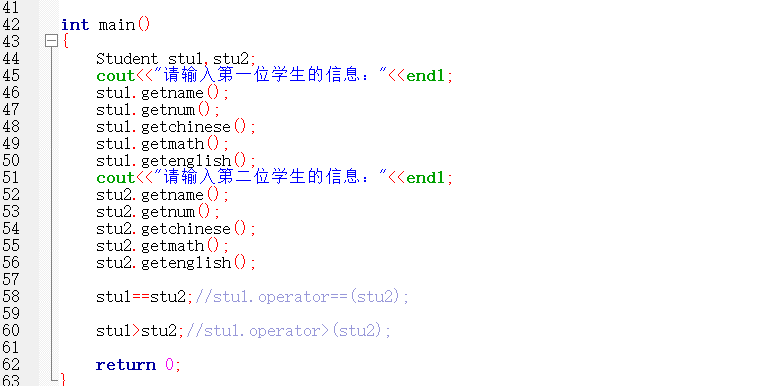 41
42 int main()
43 {
44 Student stu1,stu2;
45 cout<<"请输入第一位学生的信息："<<endl;
46 stu1.getname();
47 stu1.getnum();
48 stu1.getchinese();
49 stu1.getmath();
50 stu1.getenglish();
51 cout<<"请输入第二位学生的信息："<<endl;
52 stu2.getname();
53 stu2.getnum();
54 stu2.getchinese();
55 stu2.getmath();
56 stu2.getenglish();
57
58 stu1==stu2;//stu1.operator==(stu2);
59
60 stu1>stu2;//stu1.operator>(stu2);
61
62 return 0;
63 }